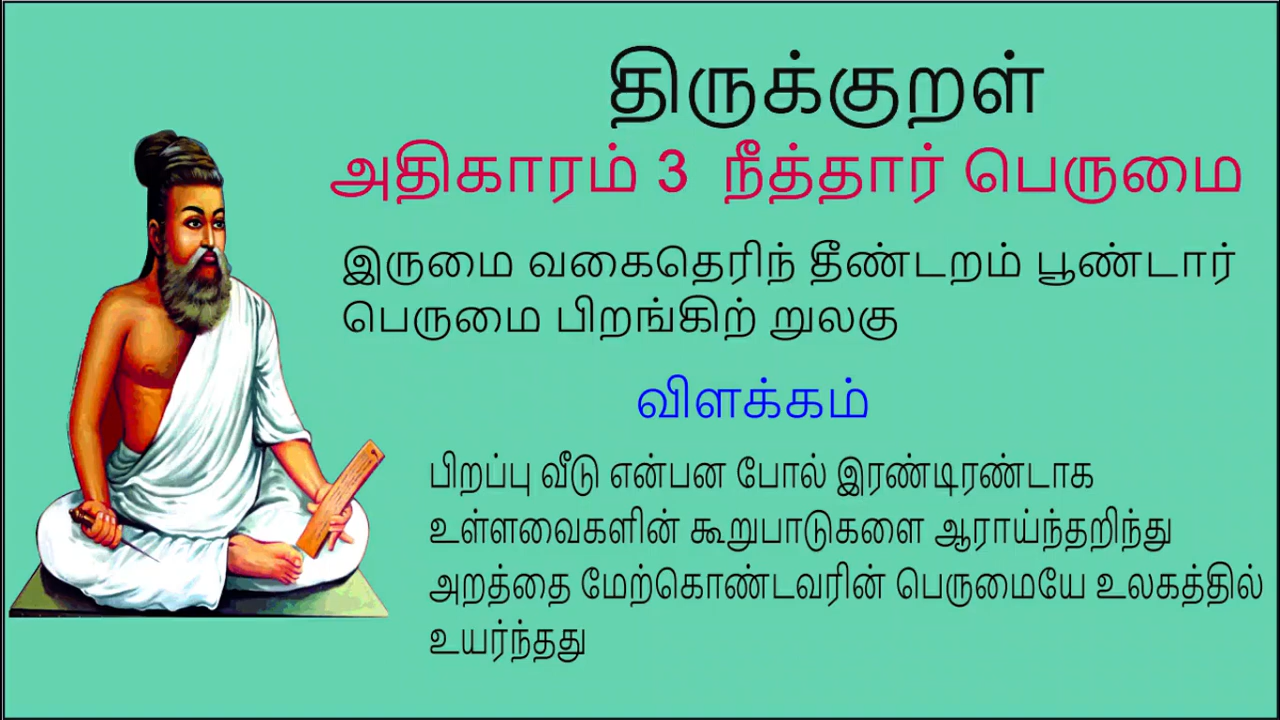 திருக்குறள்
அதிகாரம் 3 நீத்தார் பெருமை
இருமை வகைதெரிந் தீண்டறம் பூண்டார்
பெருமை பிறங்கிற் றுலகு
விளக்கம்
பிறப்பு வீடு என்பன போல் இரண்டிரண்டாக
உள்ளவைகளின் கூறுபாடுகளை ஆராய்ந்தறிந்து
அறத்தை மேற்கொண்டவரின் பெருமையே உலகத்தில்
உயர்ந்தது